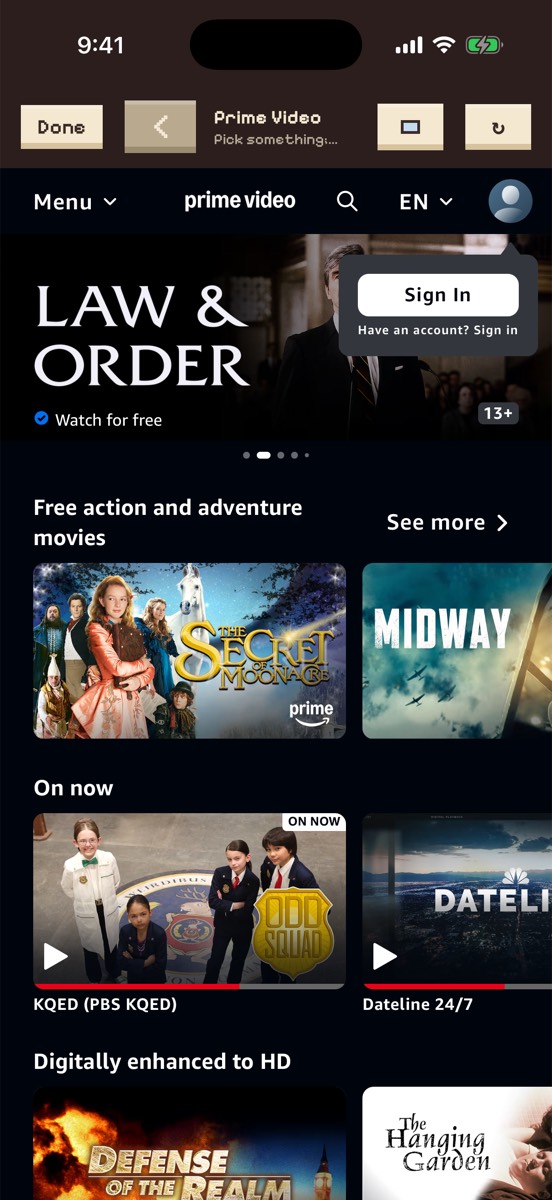 9:41
Done
Prime Video
Pick something;...
Menu
prime video
EN
LAW &
ORDER
Sign In
Have an account? Sign in
Watch for free
13+
Free action and adventure
movies
See more
THE
SECRET
OF
MOONACRE
prime
MIDWAY
On now
ON NOW
ODD
SQUAD
DATELI
KQED (PBS KQED)
Dateline 24/7
Digitally enhanced to HD
DEFENSE
OF THE REALM
The
Hanging
Garden